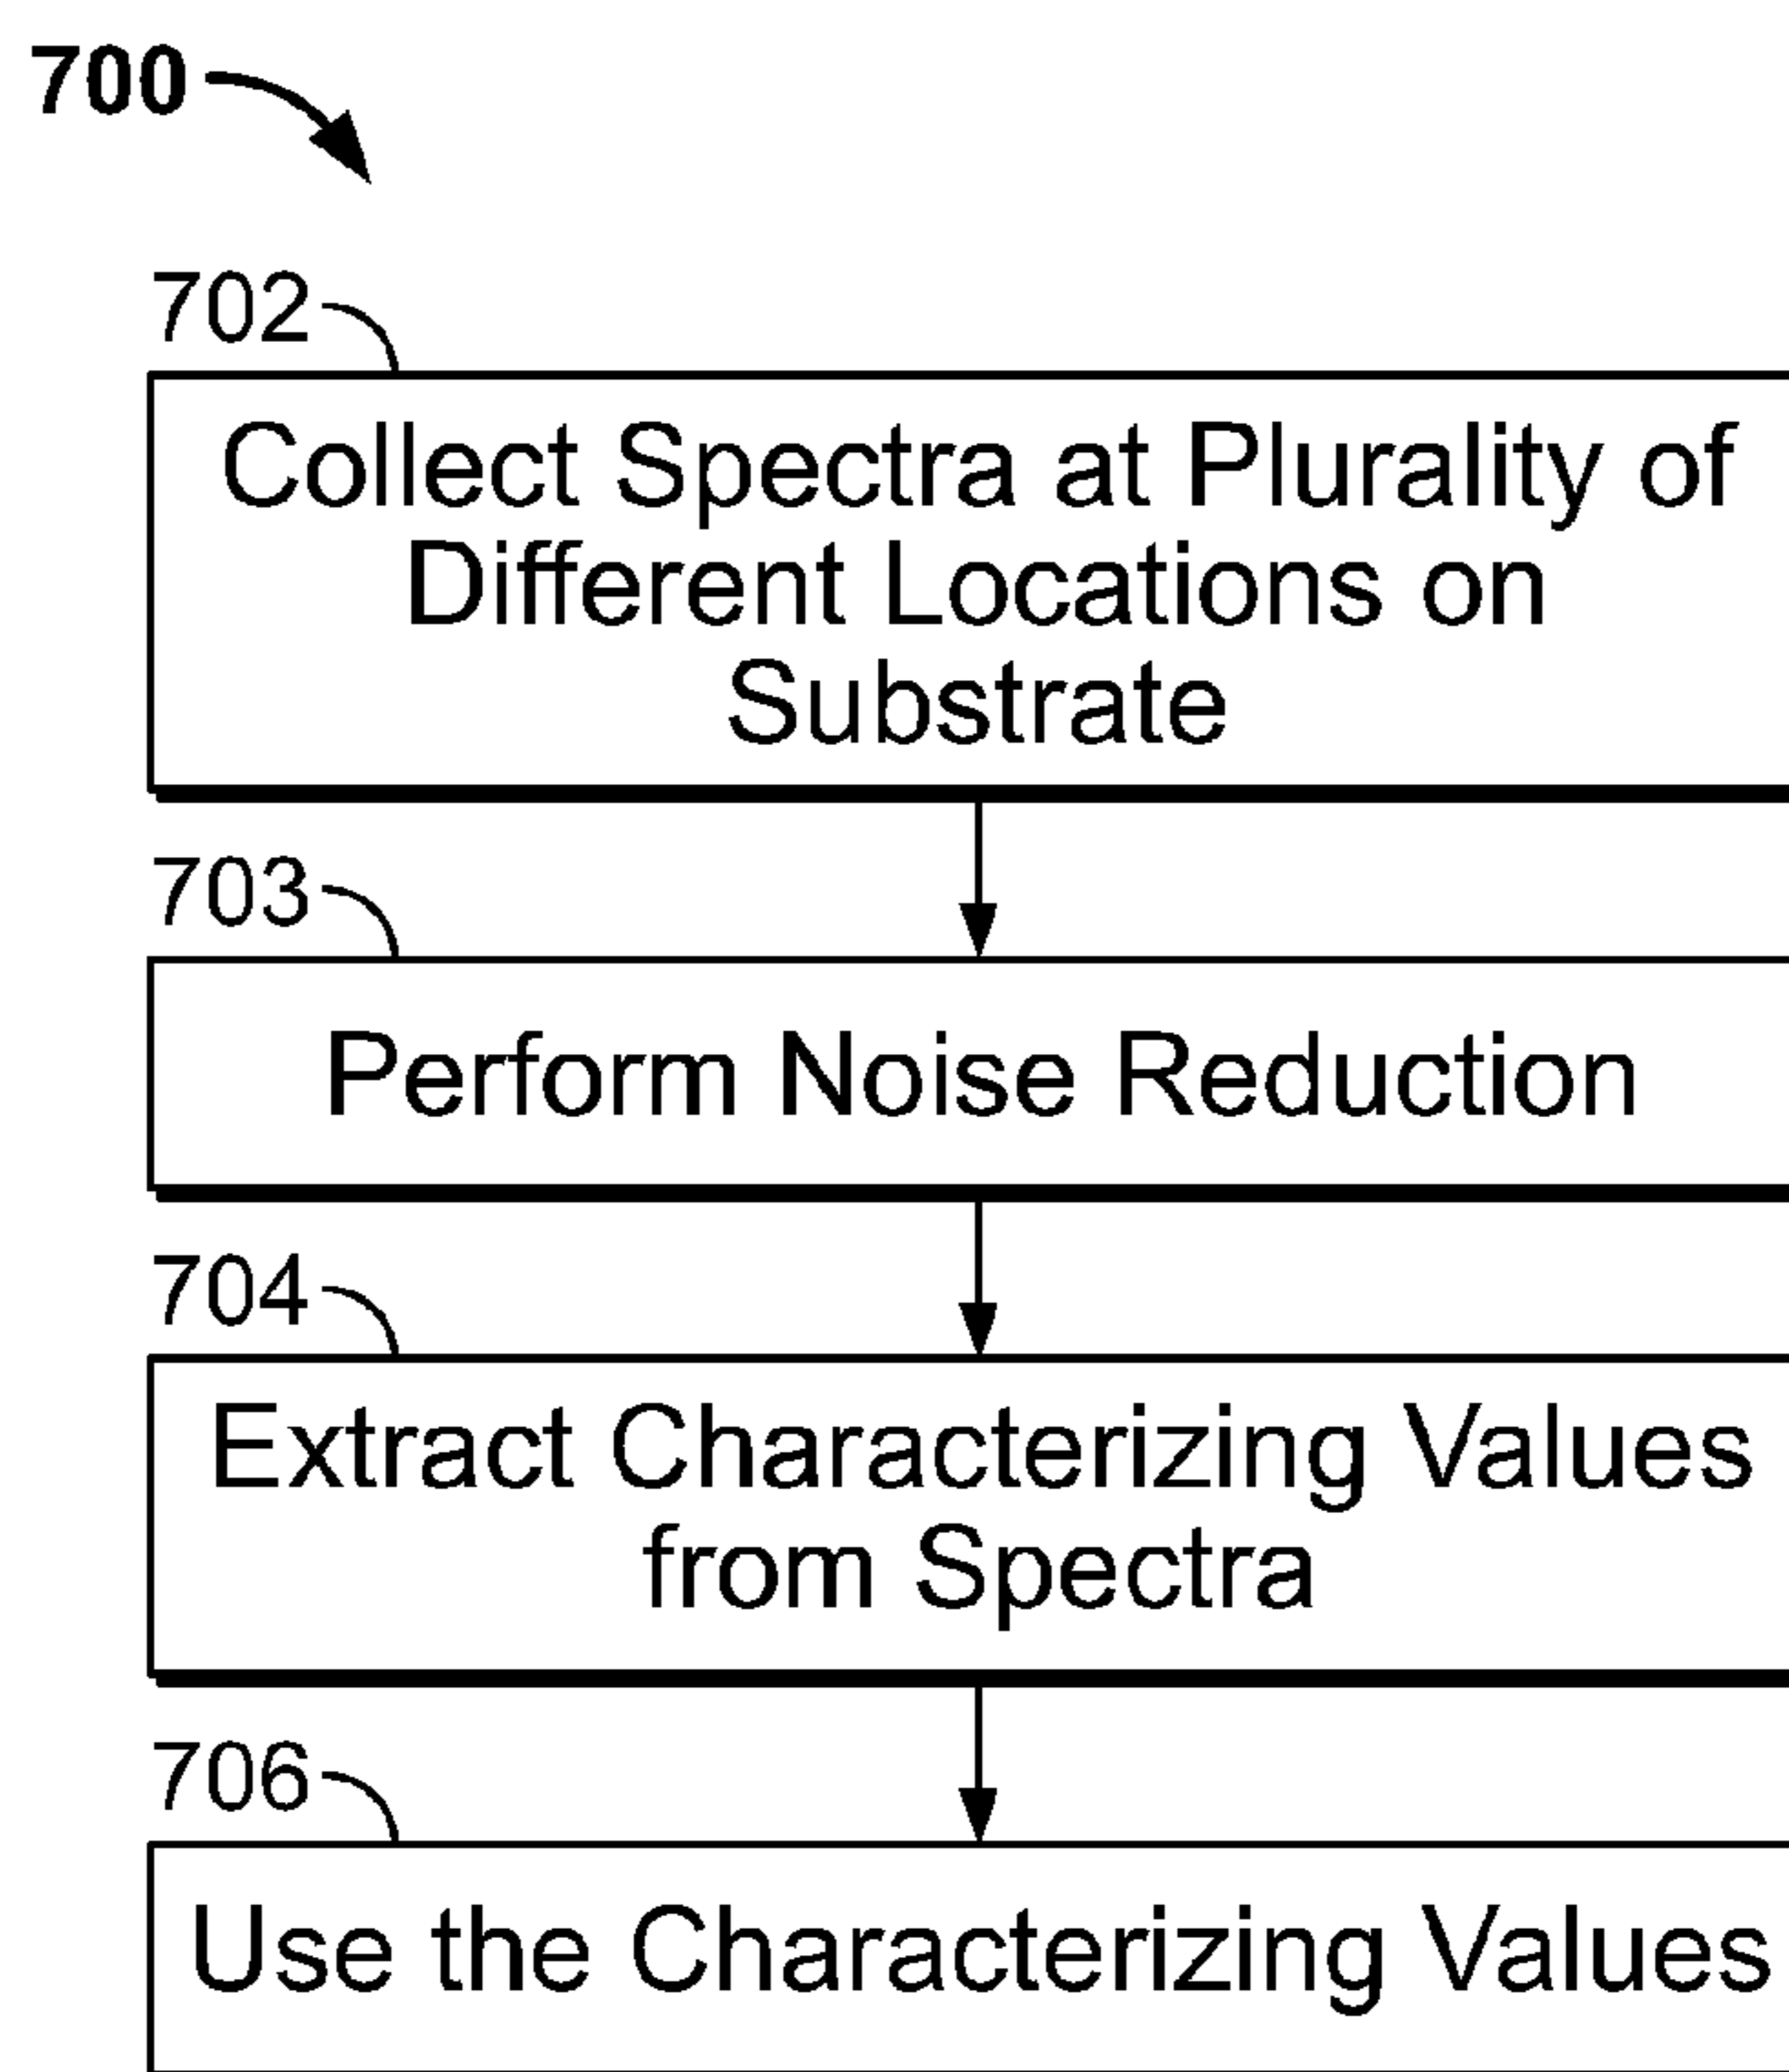 700
702
Collect Spectra at Plurality of
Different Locations on
Substrate
703
Perform Noise Reduction
704
Extract Characterizing Values
from Spectra
706
Use the Characterizing Values